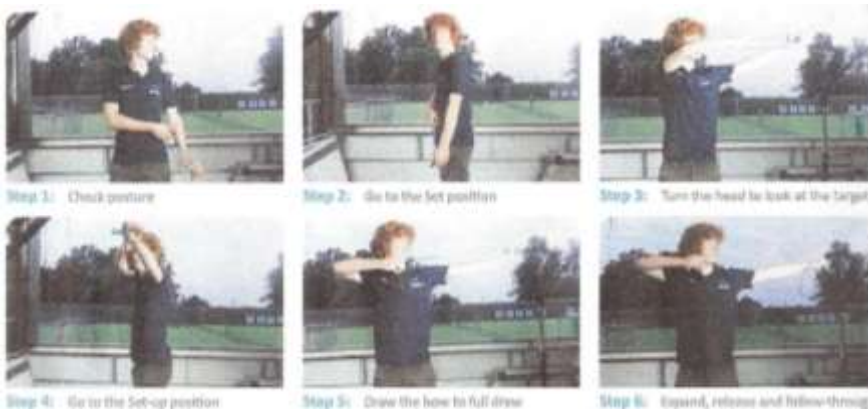 Step 1: Check posture
Step 2: Go to the Set position
Step 3: Turn the head to look at the target
Step 4: Go to the Set-up position
Step 5: Draw the bow to full draw
Step 6: Expand, release and follow-through